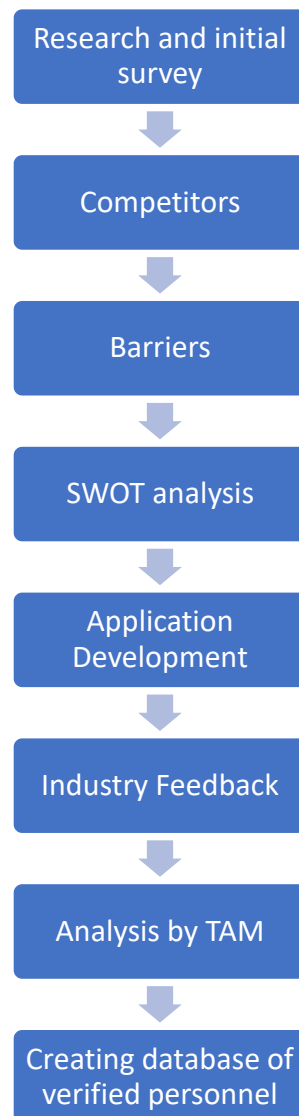 Research and initial
survey
Competitors
Barriers
SWOT analysis
Application
Development
Industry Feedback
Analysis by TAM
Creating database of
verified personnel